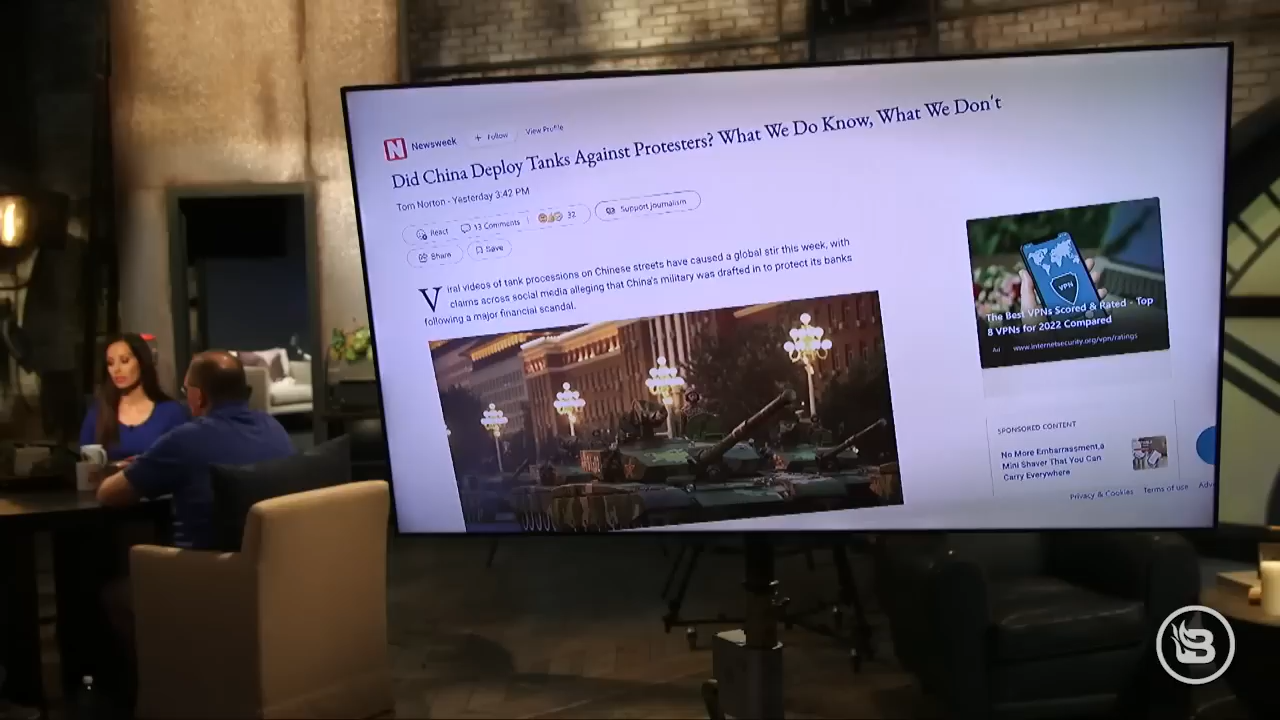 N Newsweek + Follow View Profile
Did China Deploy Tanks Against Protesters? What We Do Know, What We Don't
Tom Norton - Yesterday 3:42 PM
React 13 Comments 32 Support journalism
Share Save
Viral videos of tank processions on Chinese streets have caused a global stir this week, with
claims across social media alleging that China's military was drafted in to protect its banks
following a major financial scandal.
VPN
The Best VPNs Scored & Rated - Top
8 VPNs for 2022 Compared
Ad www.internetsecurity.org/vpn/ratings
SPONSORED CONTENT
No More Embarrassment,a
Mini Shaver That You Can
Carry Everywhere
Privacy & Cookies Terms of use Adv
B